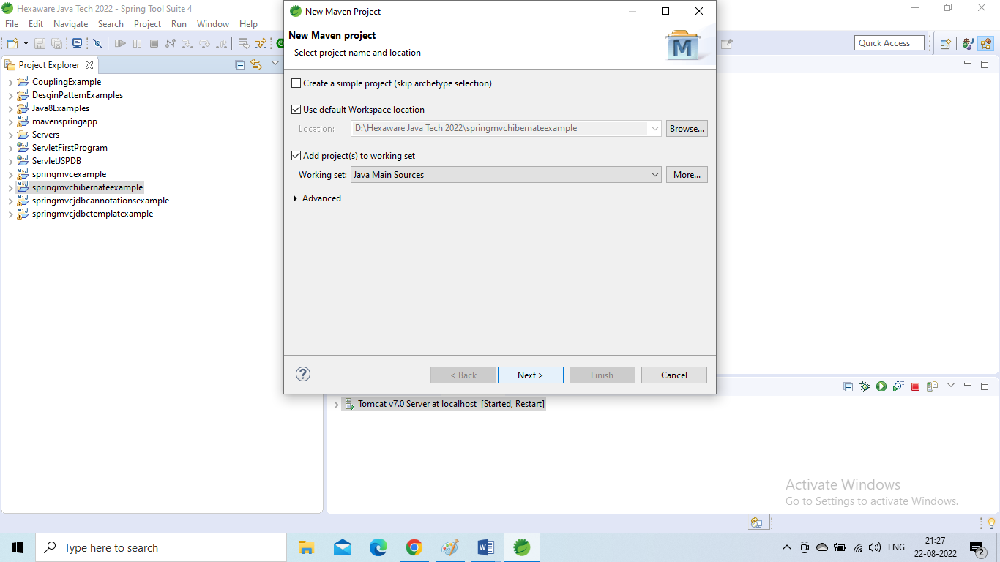 Hexaware Java Tech 2022 - Spring Tool Suite 4
File Edit Navigate Search Project Run Window Help
Quick Access
Project Explorer
CouplingExample
DesginPatternExamples
Java8Examples
mavenspringapp
Servers
ServletFirstProgram
ServletJSPDB
springmvcexample
springmvchibernateexample
springmvcjdbcannotationsexample
springmvcjdbctemplatexample
New Maven Project
New Maven project
Select project name and location
M
Create a simple project (skip archetype selection)
Use default Workspace location
Location: D:\Hexaware Java Tech 2022\springmvchibernateexample Browse...
Add project(s) to working set
Working set: Java Main Sources More...
Advanced
? < Back Next > Finish Cancel
Tomcat v7.0 Server at localhost [Started, Restart]
Activate Windows
Go to Settings to activate Windows.
Type here to search
ENG
21:27
22-08-2022
2